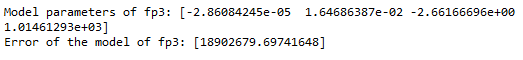 Model parameters of fp3: [-2.86084245e-05  1.64686387e-02 -2.66166696e+00
1.01461293e+03]
Error of the model of fp3: [18902679.69741648]